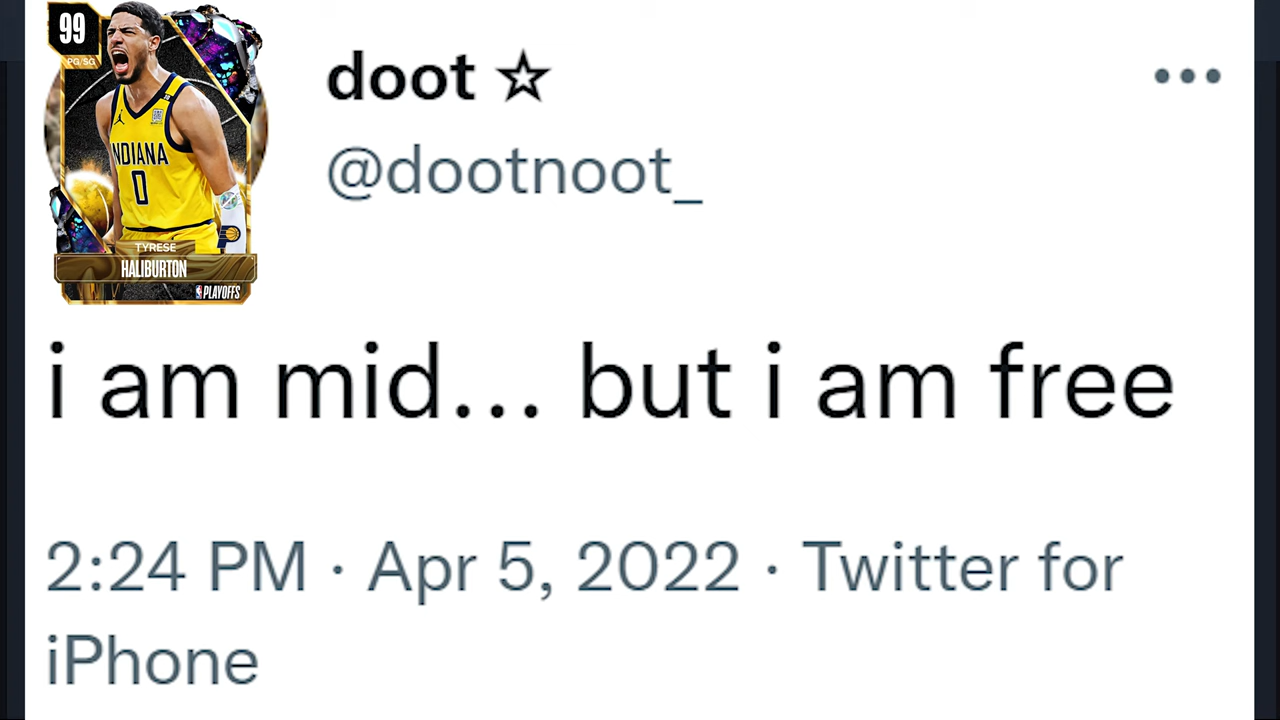 99
PG/SG
INDIANA
0
TYRESE
HALIBURTON
PLAYOFFS
doot ☆
@dootnoot_
i am mid... but i am free
2:24 PM · Apr 5, 2022 · Twitter for
iPhone